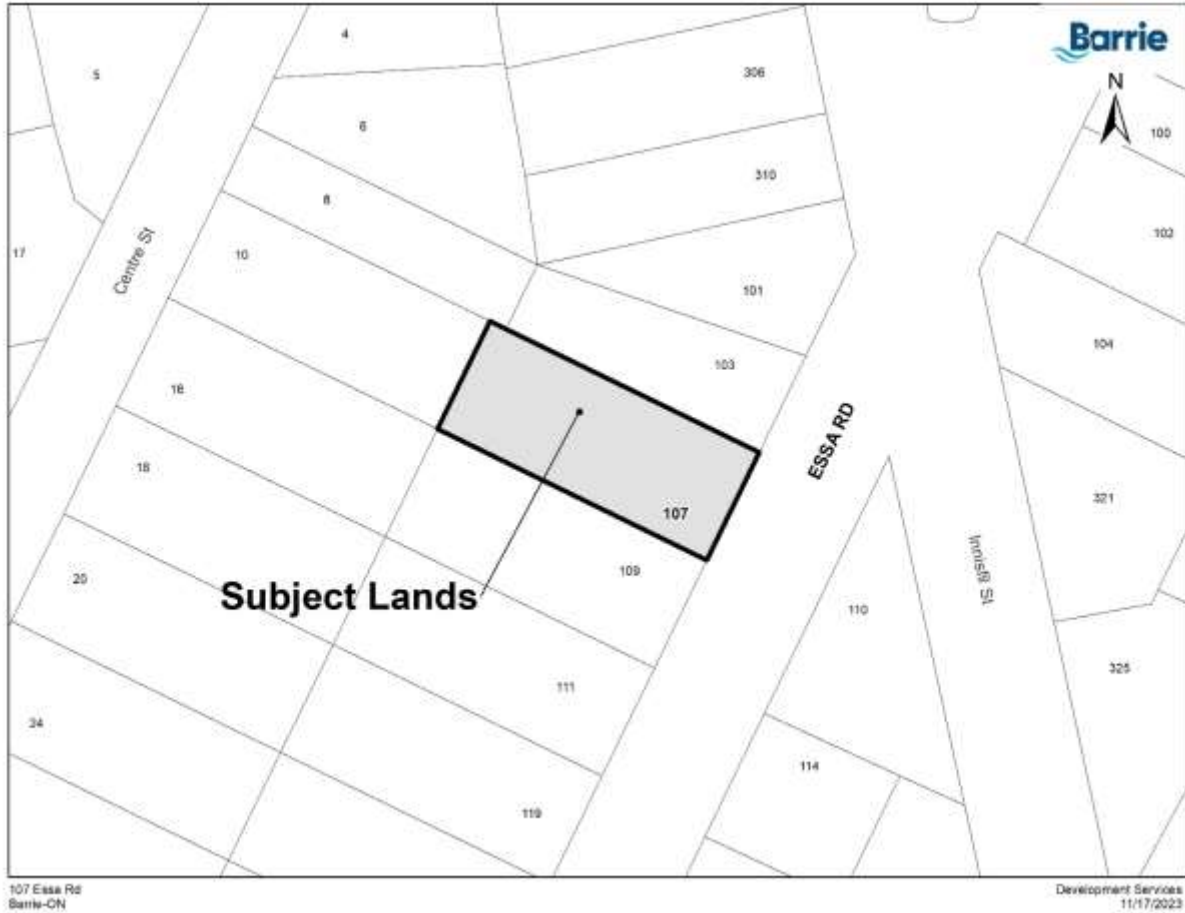 Barrie
N
4
5
306
100
6
310
8
102
17
Centre St
10
101
104
103
16
ESSA RD
18
321
107
Innisfil St
109
20
Subject Lands
110
325
111
24
114
119
107 Essa Rd
Barrie-ON
Development Services
11/17/2023